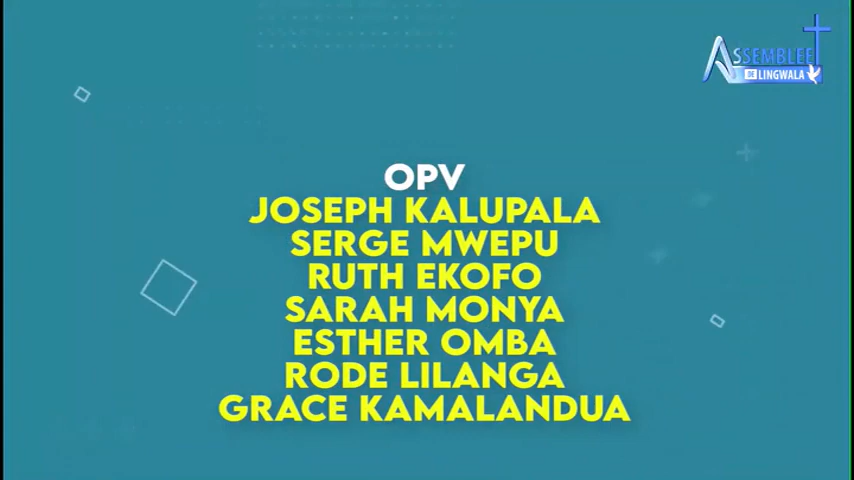 ASSEMBLEE
DE LINGWALA
OPV
JOSEPH KALUPALA
SERGE MWEPU
RUTH EKOFO
SARAH MONYA
ESTHER OMBA
RODE LILANGA
GRACE KAMALANDUA